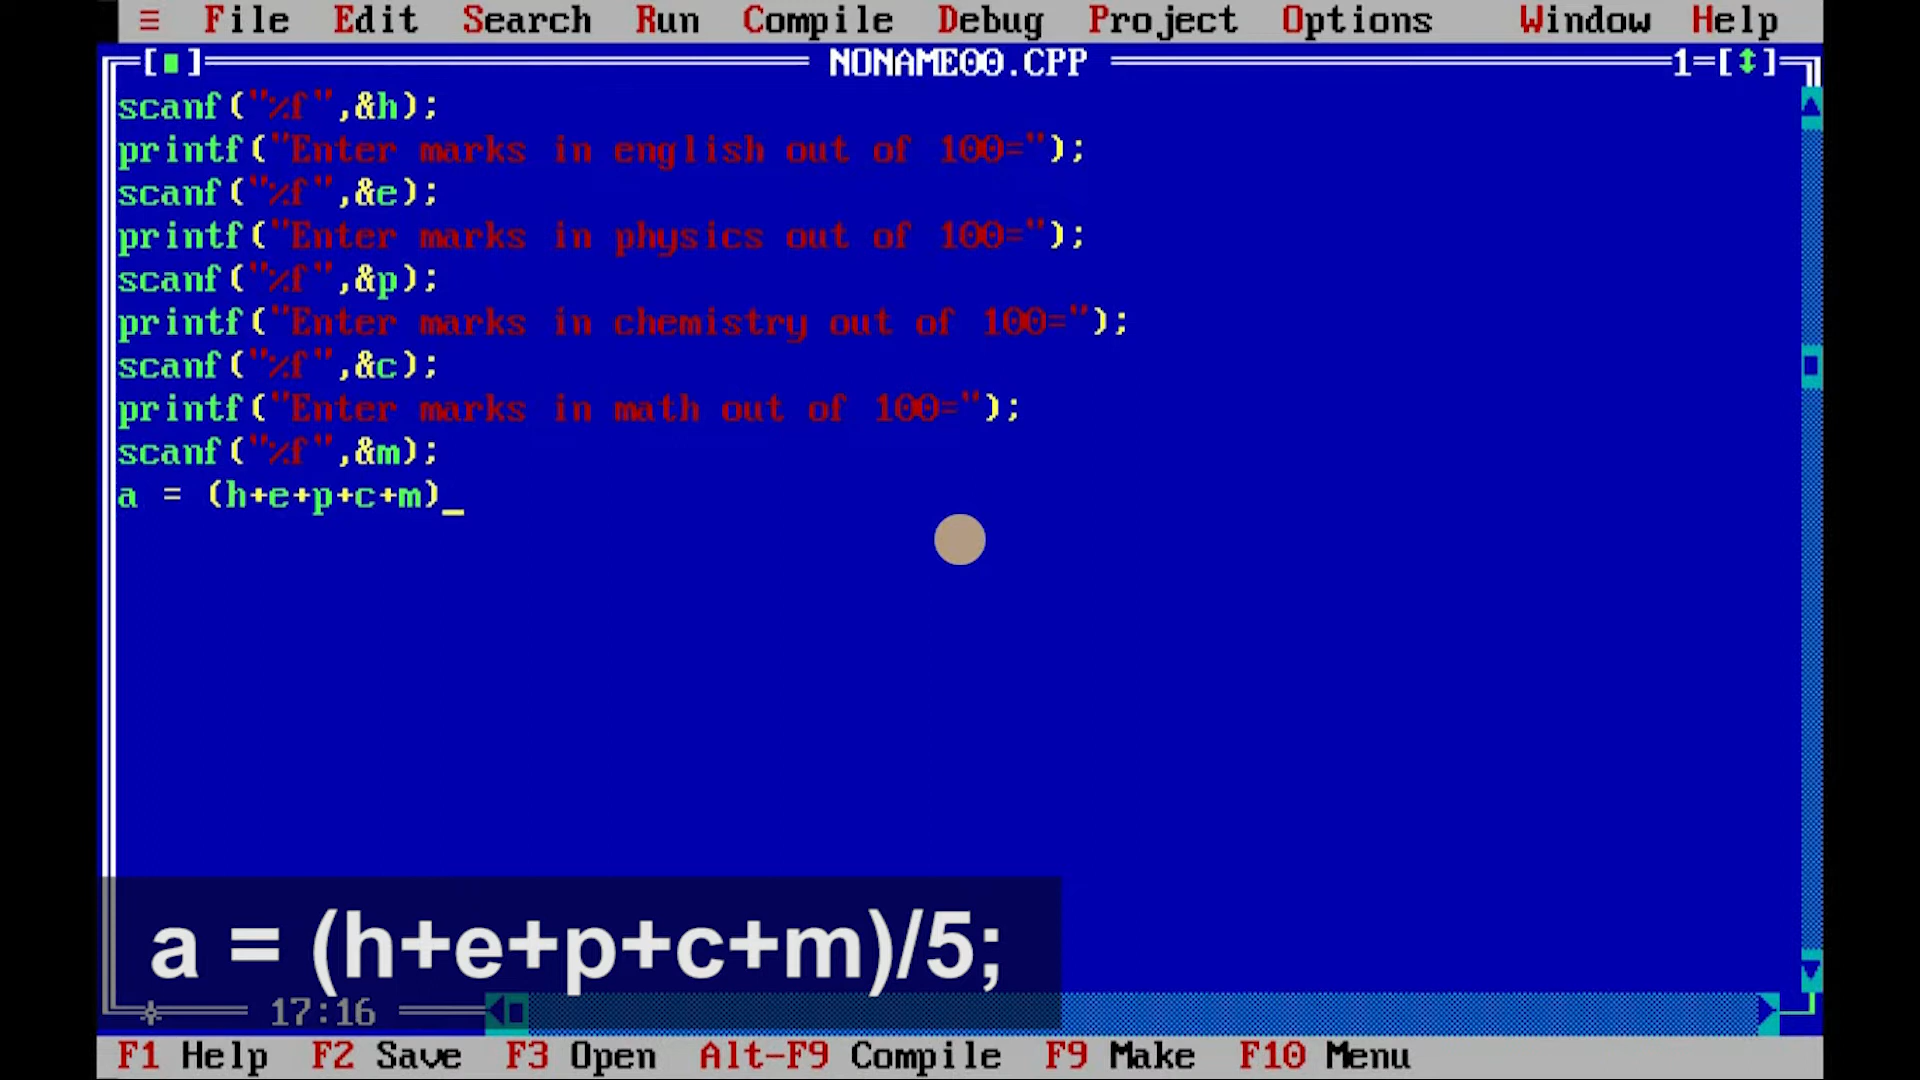 ≡ File Edit Search Run Compile Debug Project Options Window Help
[■] NONAME00.CPP 1=[↕]
scanf("%f",&h);
printf("Enter marks in english out of 100=");
scanf("%f",&e);
printf("Enter marks in physics out of 100=");
scanf("%f",&p);
printf("Enter marks in chemistry out of 100=");
scanf("%f",&c);
printf("Enter marks in math out of 100=");
scanf("%f",&m);
a = (h+e+p+c+m)_
a = (h+e+p+c+m)/5;
17:16
F1 Help F2 Save F3 Open Alt-F9 Compile F9 Make F10 Menu